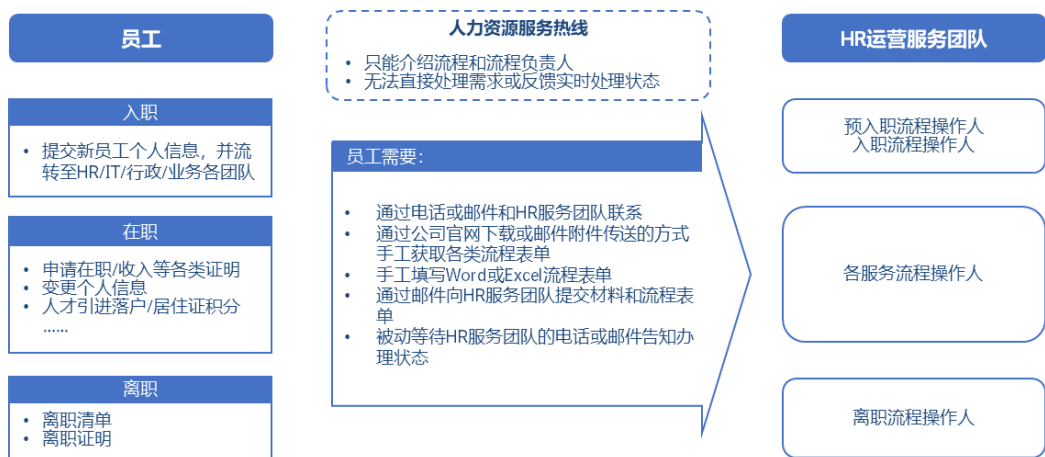 员工
入职
• 提交新员工个人信息，并流
转至HR/IT/行政/业务各团队
在职
• 申请在职/收入等各类证明
• 变更个人信息
• 人才引进落户/居住证积分
……
离职
• 离职清单
• 离职证明
人力资源服务热线
• 只能介绍流程和流程负责人
• 无法直接处理需求或反馈实时处理状态
员工需要：
• 通过电话或邮件和HR服务团队联系
• 通过公司官网下载或邮件附件传送的方式
手工获取各类流程表单
• 手工填写Word或Excel流程表单
• 通过邮件向HR服务团队提交材料和流程表
单
• 被动等待HR服务团队的电话或邮件告知办
理状态
HR运营服务团队
预入职流程操作人
入职流程操作人
各服务流程操作人
离职流程操作人